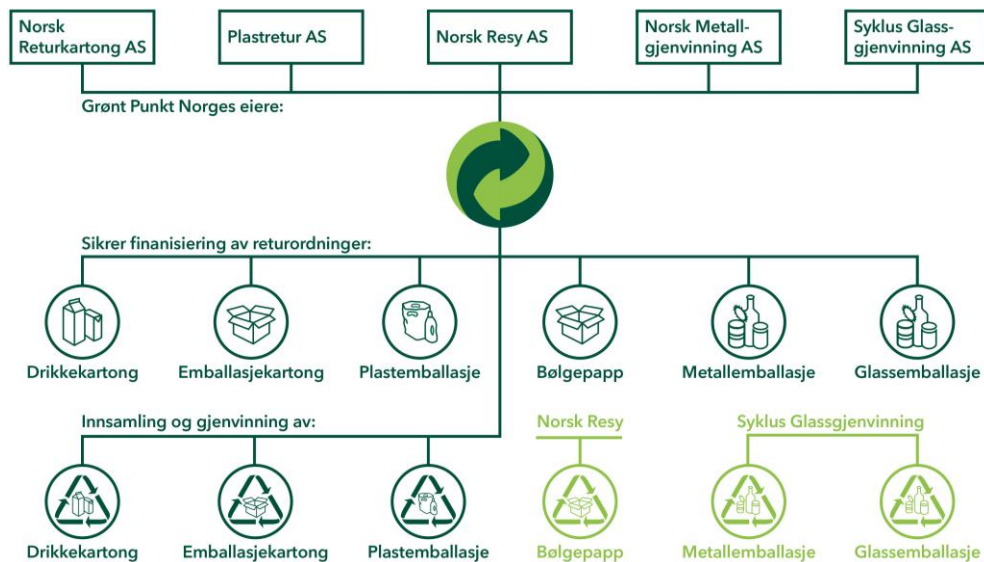 Norsk
Returkartong AS
Plastretur AS
Norsk Resy AS
Norsk Metall-
gjenvinning AS
Syklus Glass-
gjenvinning AS
Grønt Punkt Norges eiere:
Sikrer finanisiering av returordninger:
Drikkekartong
Emballasjekartong
Plastemballasje
Bølgepapp
Metallemballasje
Glassemballasje
Innsamling og gjenvinning av:
Norsk Resy
Syklus Glassgjenvinning
Drikkekartong
Emballasjekartong
Plastemballasje
Bølgepapp
Metallemballasje
Glassemballasje